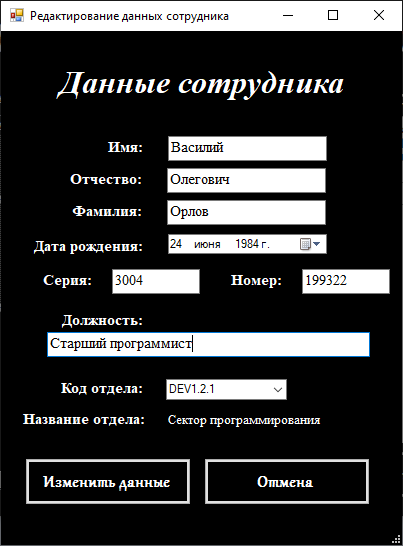 Редактирование данных сотрудника
Данные сотрудника
Имя: Василий
Отчество: Олегович
Фамилия: Орлов
Дата рождения: 24 июня 1984 г.
Серия: 3004 Номер: 199322
Должность:
Старший программист
Код отдела: DEV1.2.1
Название отдела: Сектор программирования
Изменить данные Отмена